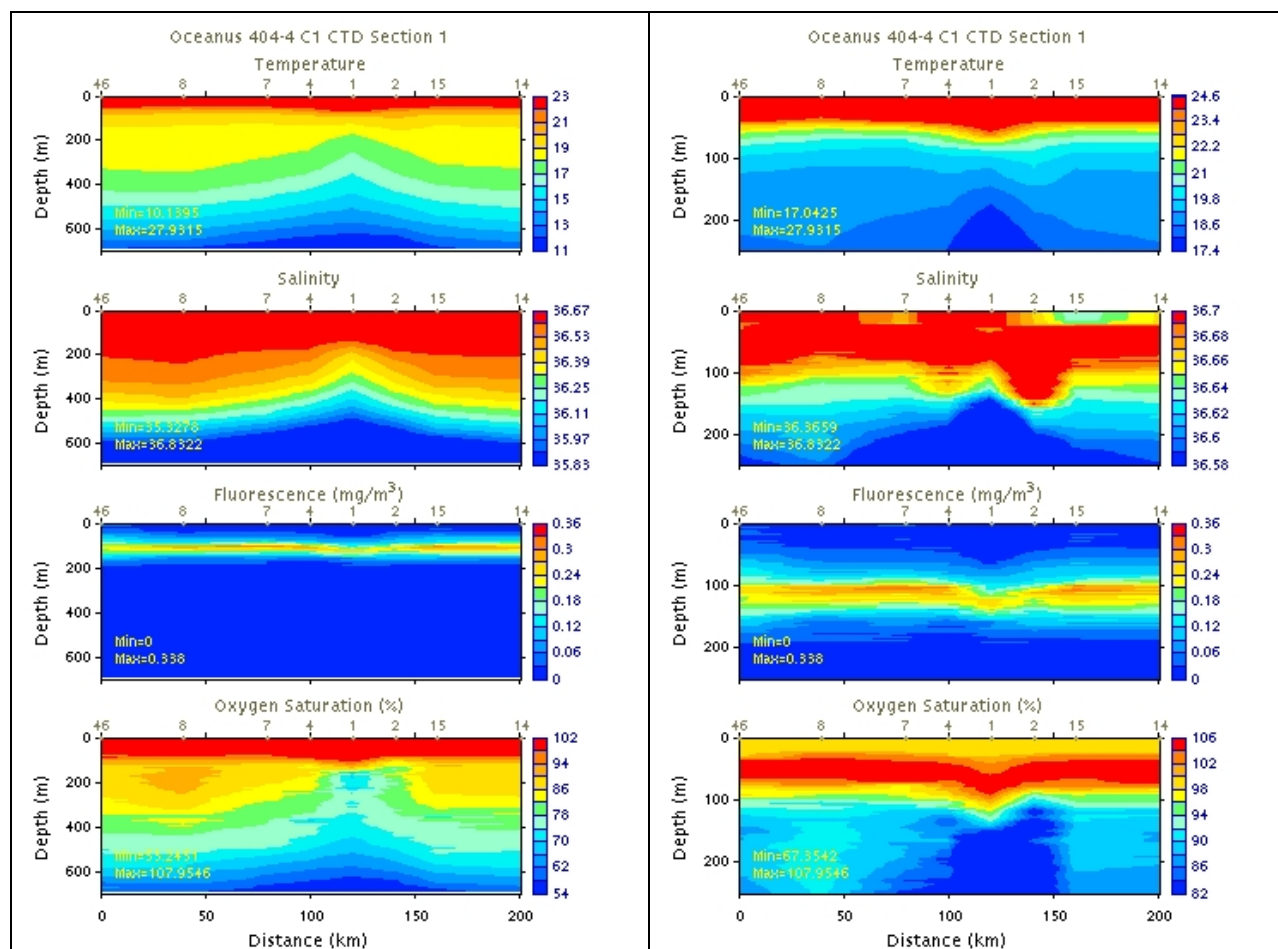 Oceanus 404-4 C1 CTD Section 1
Temperature
46 8 7 4 1 2 15 14
0
200
400
600
Depth (m)
Min=10.1395
Max=27.9315
23
21
19
17
15
13
11
Salinity
46 8 7 4 1 2 15 14
0
200
400
600
Depth (m)
Min=35.3278
Max=36.8322
36.67
36.53
36.39
36.25
36.11
35.97
35.83
Fluorescence (mg/m³)
46 8 7 4 1 2 15 14
0
200
400
600
Depth (m)
Min=0
Max=0.338
0.36
0.3
0.24
0.18
0.12
0.06
0
Oxygen Saturation (%)
46 8 7 4 1 2 15 14
0
200
400
600
Depth (m)
Max=107.9546
102
94
86
78
70
62
54
0 50 100 150 200
Distance (km)
Oceanus 404-4 C1 CTD Section 1
Temperature
46 8 7 4 1 2 15 14
0
100
200
Depth (m)
Min=17.0425
Max=27.9315
24.6
23.4
22.2
21
19.8
18.6
17.4
Salinity
46 8 7 4 1 2 15 14
0
100
200
Depth (m)
Min=36.3659
Max=36.8322
36.7
36.68
36.66
36.64
36.62
36.6
36.58
Fluorescence (mg/m³)
46 8 7 4 1 2 15 14
0
100
200
Depth (m)
Min=0
Max=0.338
0.36
0.3
0.24
0.18
0.12
0.06
0
Oxygen Saturation (%)
46 8 7 4 1 2 15 14
0
100
200
Depth (m)
Min=67.3542
Max=107.9546
106
102
98
94
90
86
82
0 50 100 150 200
Distance (km)